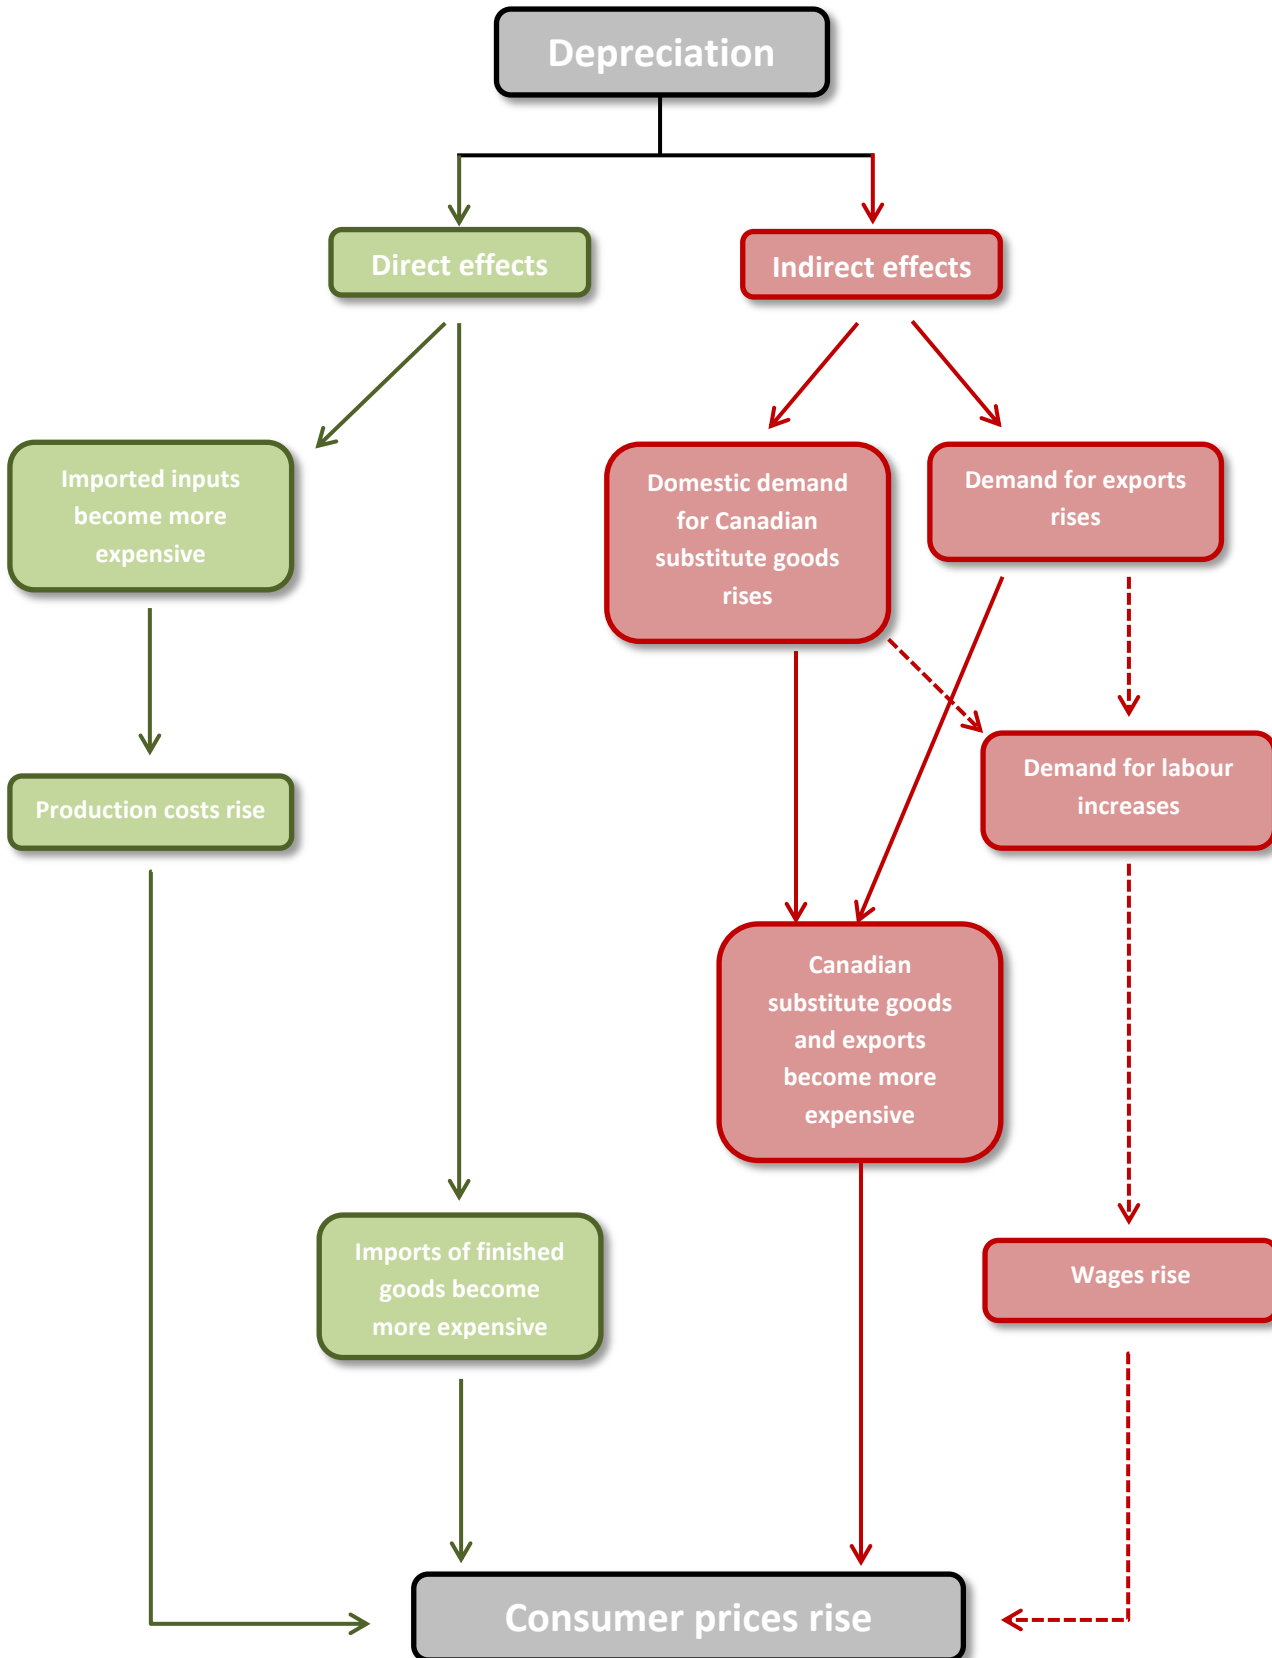 Depreciation
Direct effects
Indirect effects
Imported inputs
become more
expensive
Domestic demand
for Canadian
substitute goods
rises
Demand for exports
rises
Production costs rise
Demand for labour
increases
Canadian
substitute goods
and exports
become more
expensive
Imports of finished
goods become
more expensive
Wages rise
Consumer prices rise